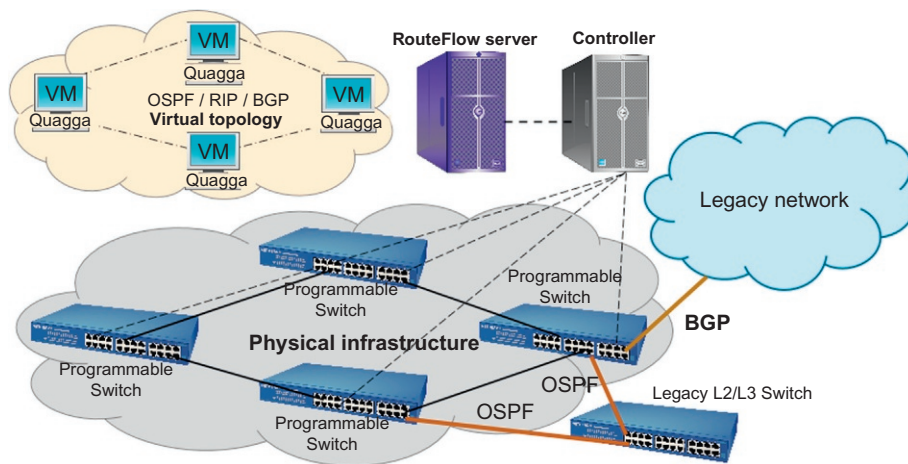 VM
Quagga
VM
Quagga
OSPF / RIP / BGP
Virtual topology
VM
Quagga
VM
Quagga
RouteFlow server
Controller
Legacy network
Programmable
Switch
Programmable
Switch
Physical infrastructure
BGP
Programmable
Switch
OSPF
Legacy L2/L3 Switch
OSPF
Programmable
Switch